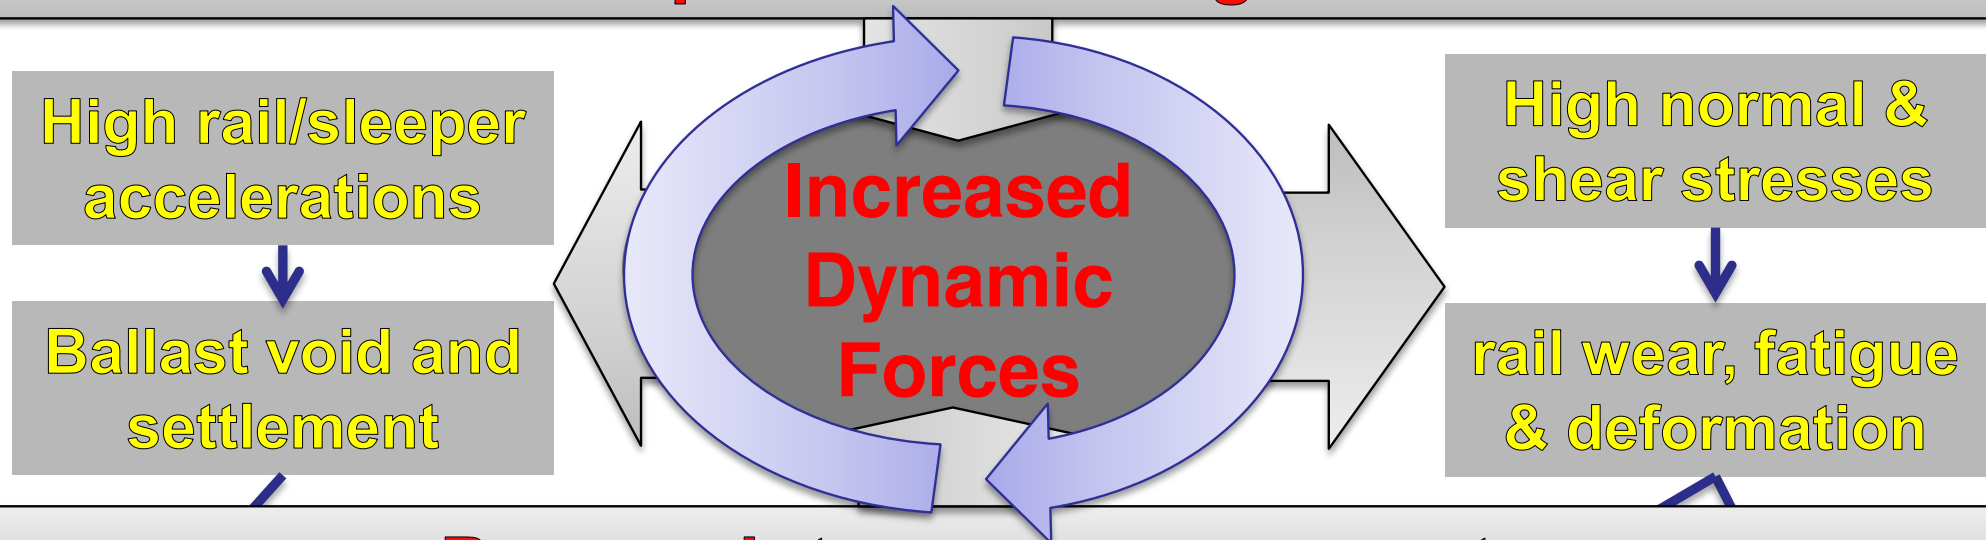 High rail/sleeper
accelerations
Ballast void and
settlement
Increased
Dynamic
Forces
High normal &
shear stresses
rail wear, fatigue
& deformation